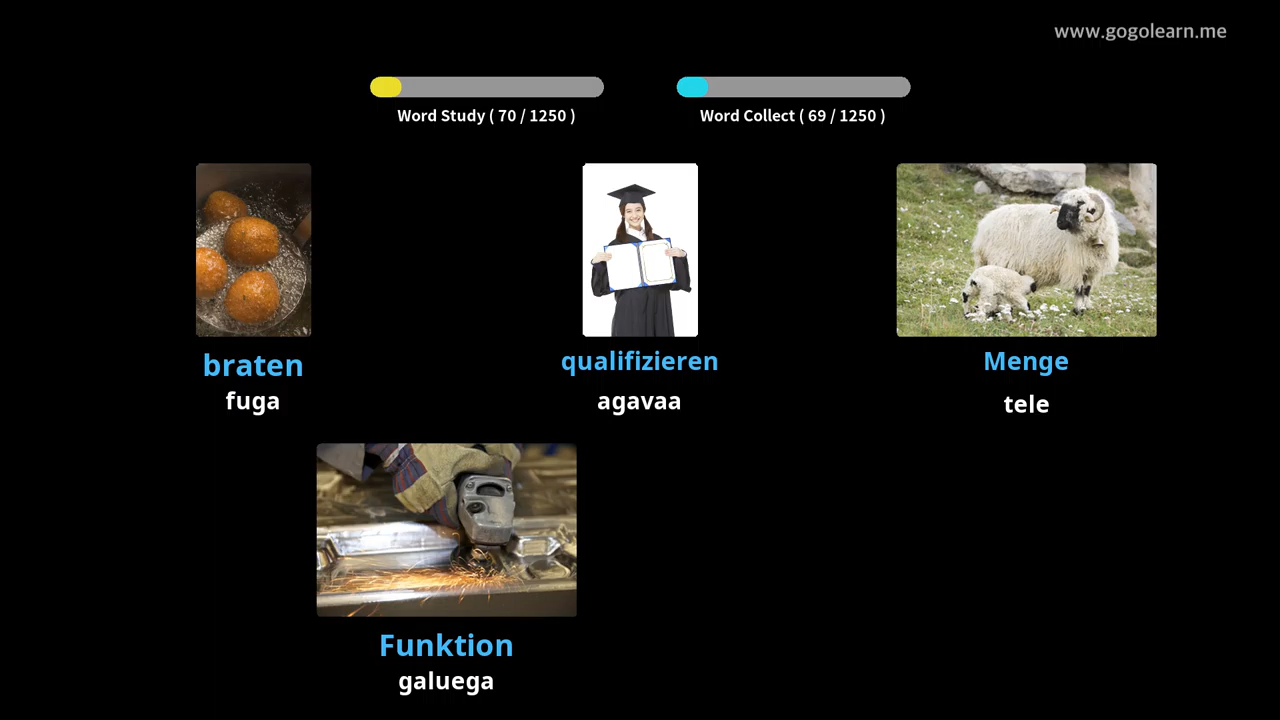 www.gogolearn.me
Word Study ( 70 / 1250 )
Word Collect ( 69 / 1250 )
braten
fuga
qualifizieren
agavaa
Menge
tele
Funktion
galuega